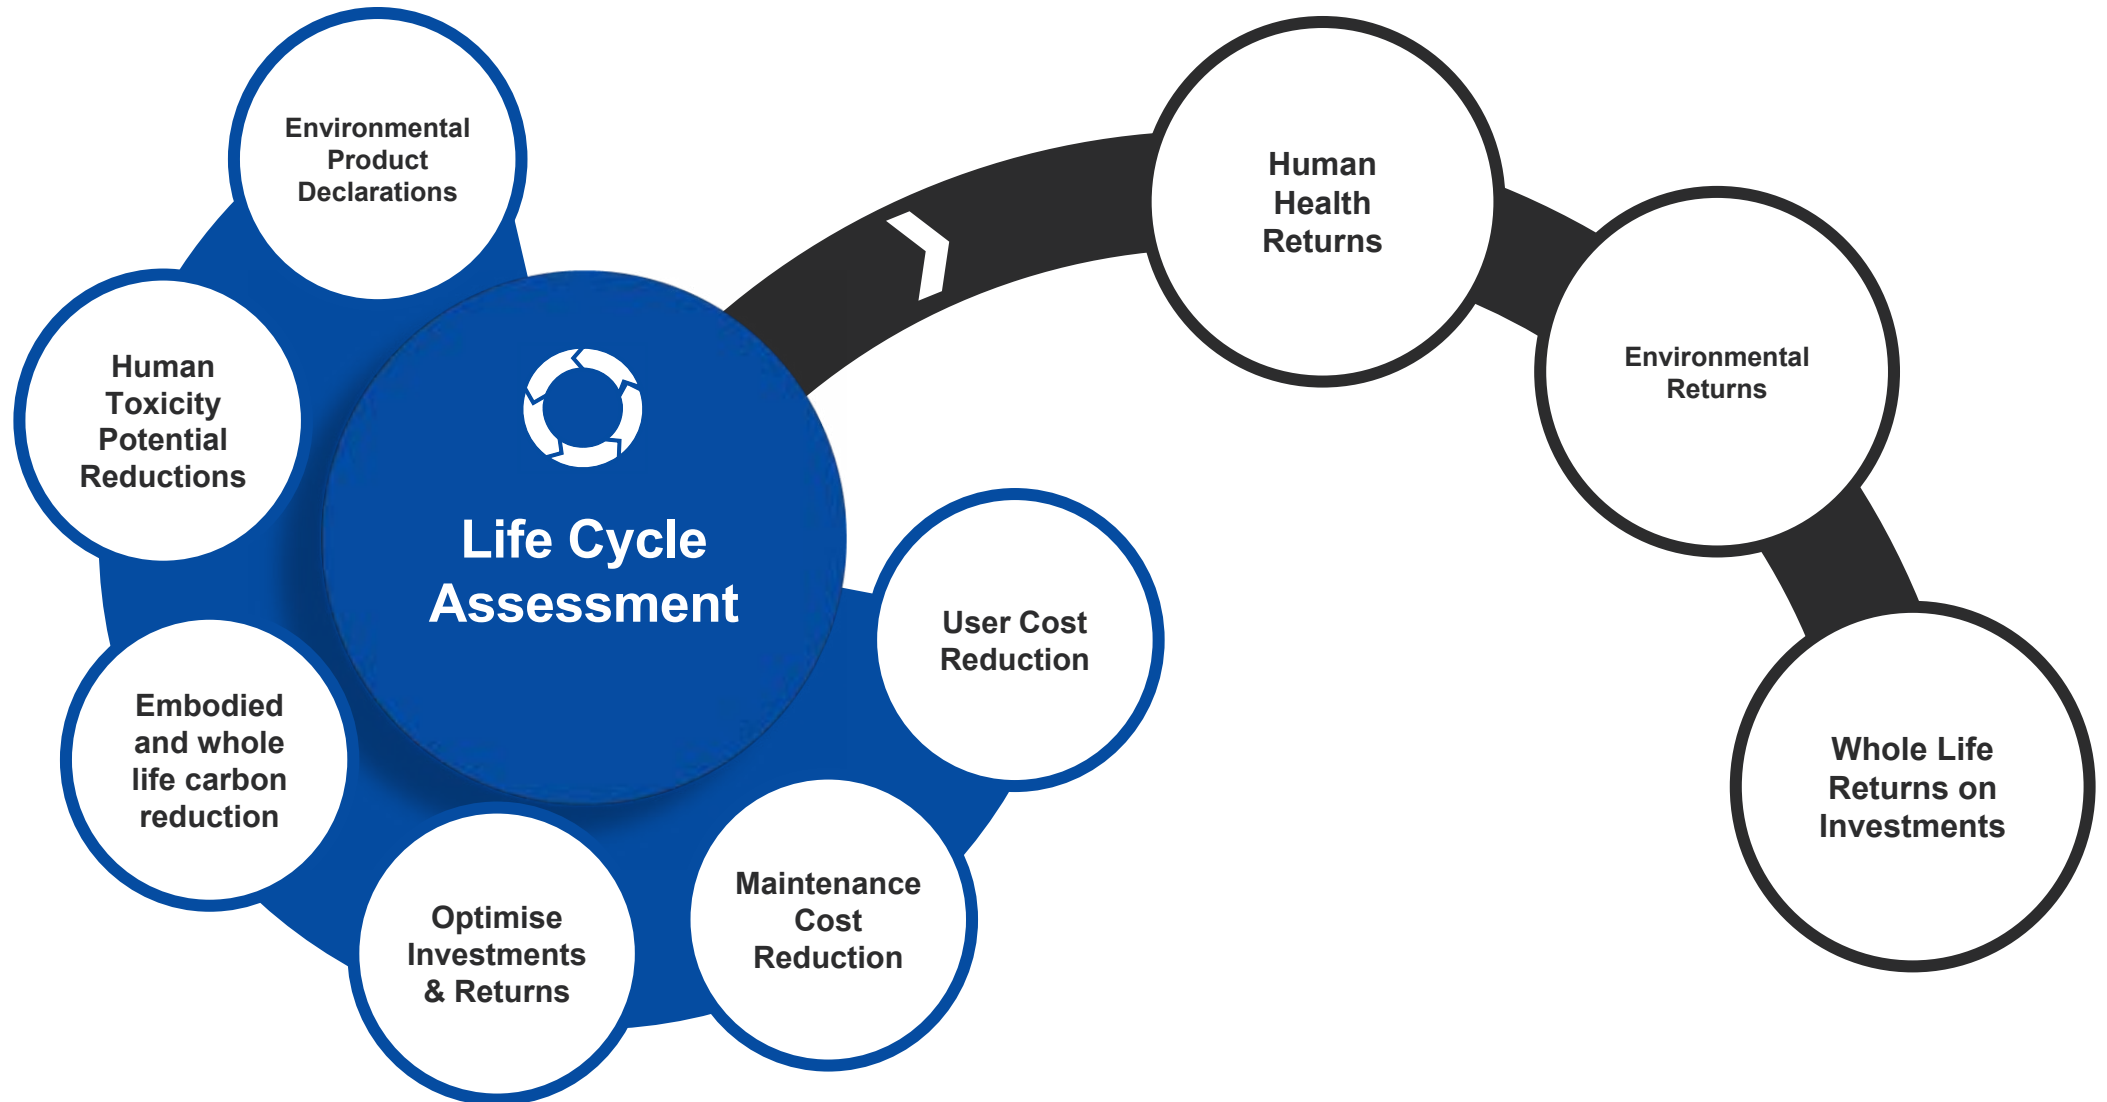 Environmental
Product
Declarations
Human
Toxicity
Potential
Reductions
Embodied
and whole
life carbon
reduction
Optimise
Investments
& Returns
Maintenance
Cost
Reduction
User Cost
Reduction
Life Cycle
Assessment
Human
Health
Returns
Environmental
Returns
Whole Life
Returns on
Investments